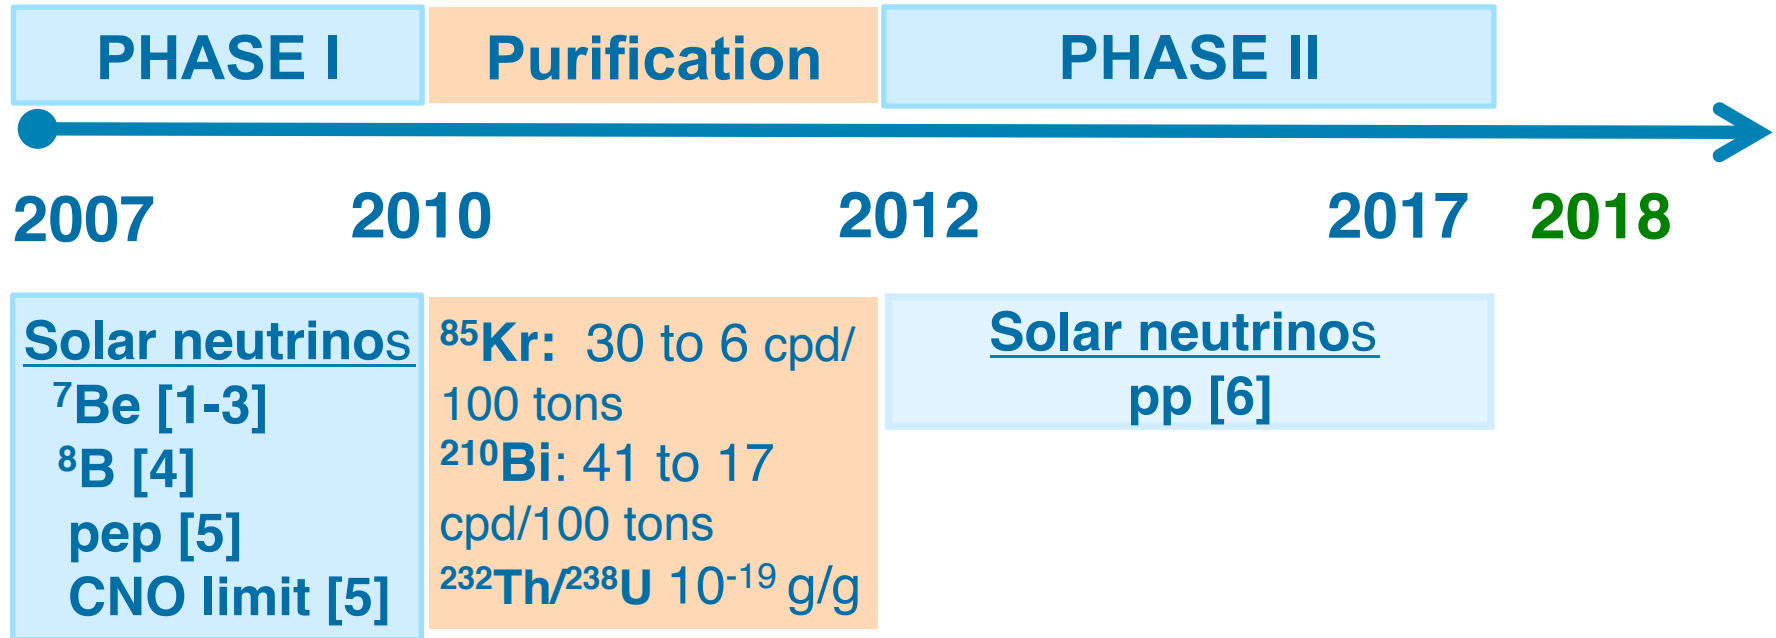 PHASE I
Purification
PHASE II
2007
2010
2012
2017
2018
Solar neutrinos
⁷Be [1-3]
⁸B [4]
pep [5]
CNO limit [5]
⁸⁵Kr: 30 to 6 cpd/
100 tons
²¹⁰Bi: 41 to 17
cpd/100 tons
²³²Th/²³⁸U 10⁻¹⁹ g/g
Solar neutrinos
pp [6]